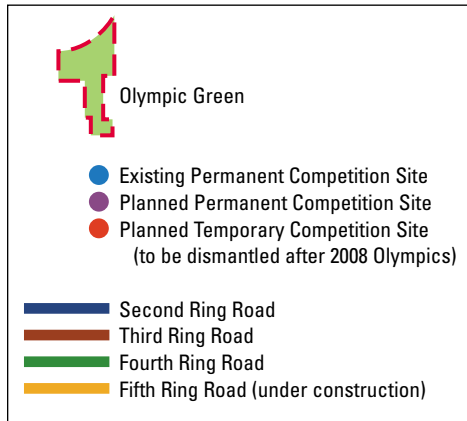 Olympic Green
Existing Permanent Competition Site
Planned Permanent Competition Site
Planned Temporary Competition Site
(to be dismantled after 2008 Olympics)
Second Ring Road
Third Ring Road
Fourth Ring Road
Fifth Ring Road (under construction)